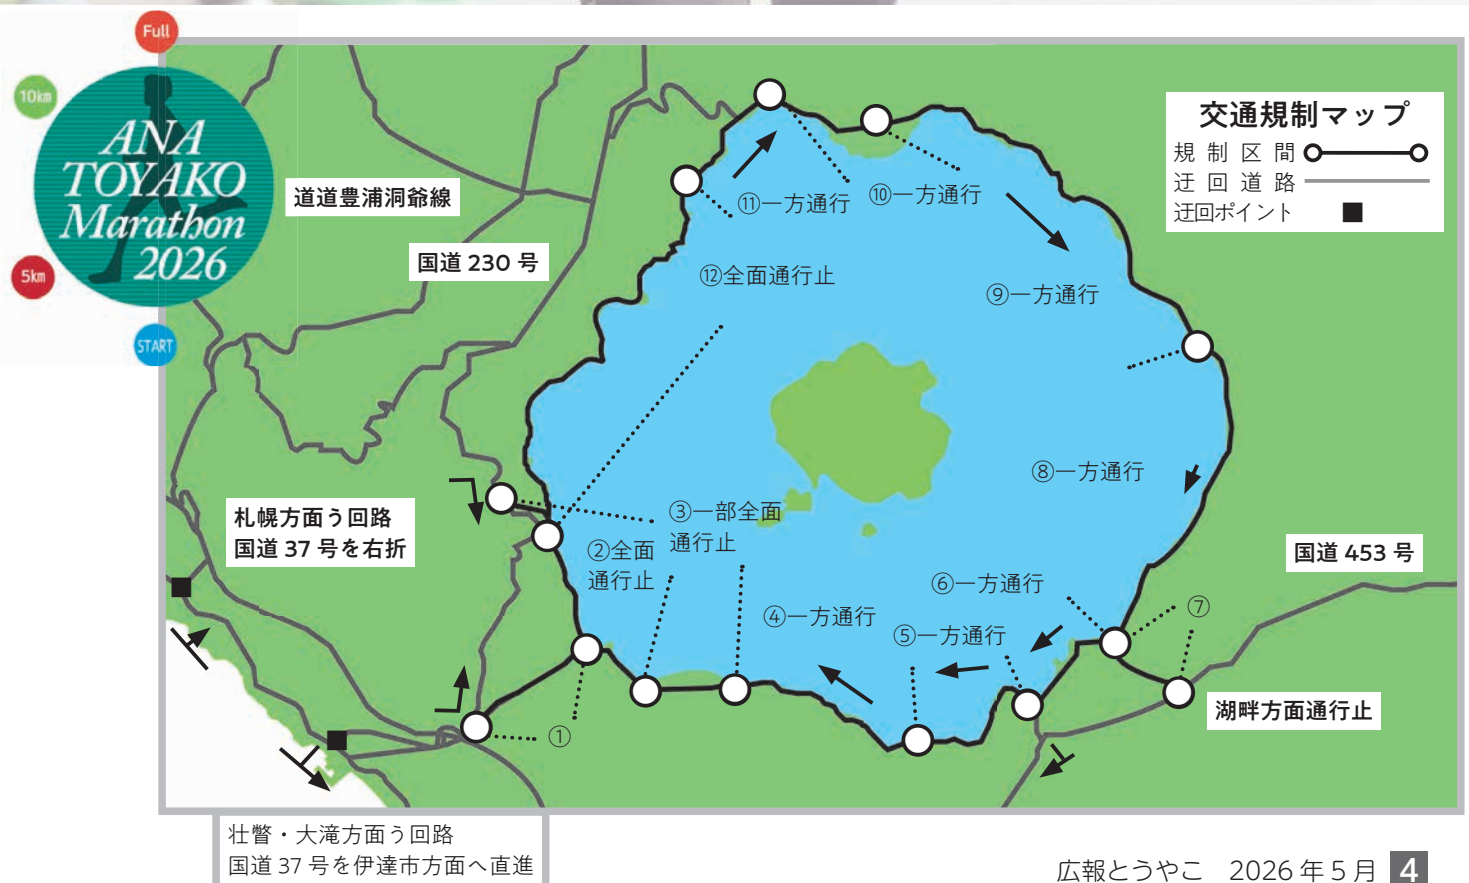 Full
10km
ANA
TOYAKO
Marathon
2026
5km
START
交通規制マップ
規制区間
迂回道路
迂回ポイント
道道豊浦洞爺線
国道 230 号
⑪一方通行
⑩一方通行
⑫全面通行止
⑨一方通行
⑧一方通行
札幌方面う回路
国道 37 号を右折
③一部全面
通行止
②全面
通行止
国道 453 号
⑥一方通行
④一方通行
⑤一方通行
⑦
①
湖畔方面通行止
壮瞥・大滝方面う回路
国道 37 号を伊達市方面へ直進
広報とうやこ 2026 年 5 月 4